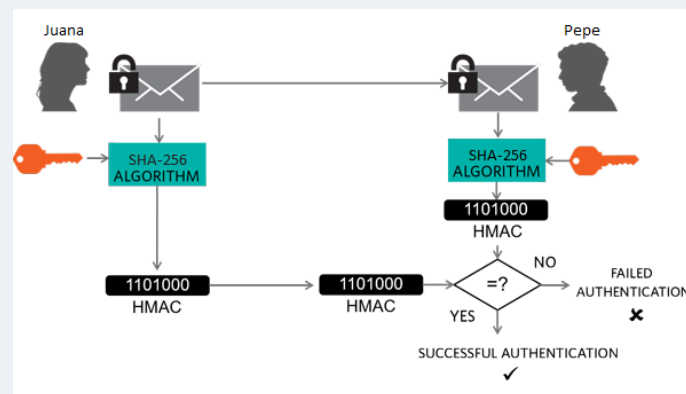 Juana
Pepe
SHA-256
ALGORITHM
SHA-256
ALGORITHM
1101000
HMAC
1101000
HMAC
1101000
HMAC
=?
NO
YES
FAILED
AUTHENTICATION
SUCCESSFUL AUTHENTICATION